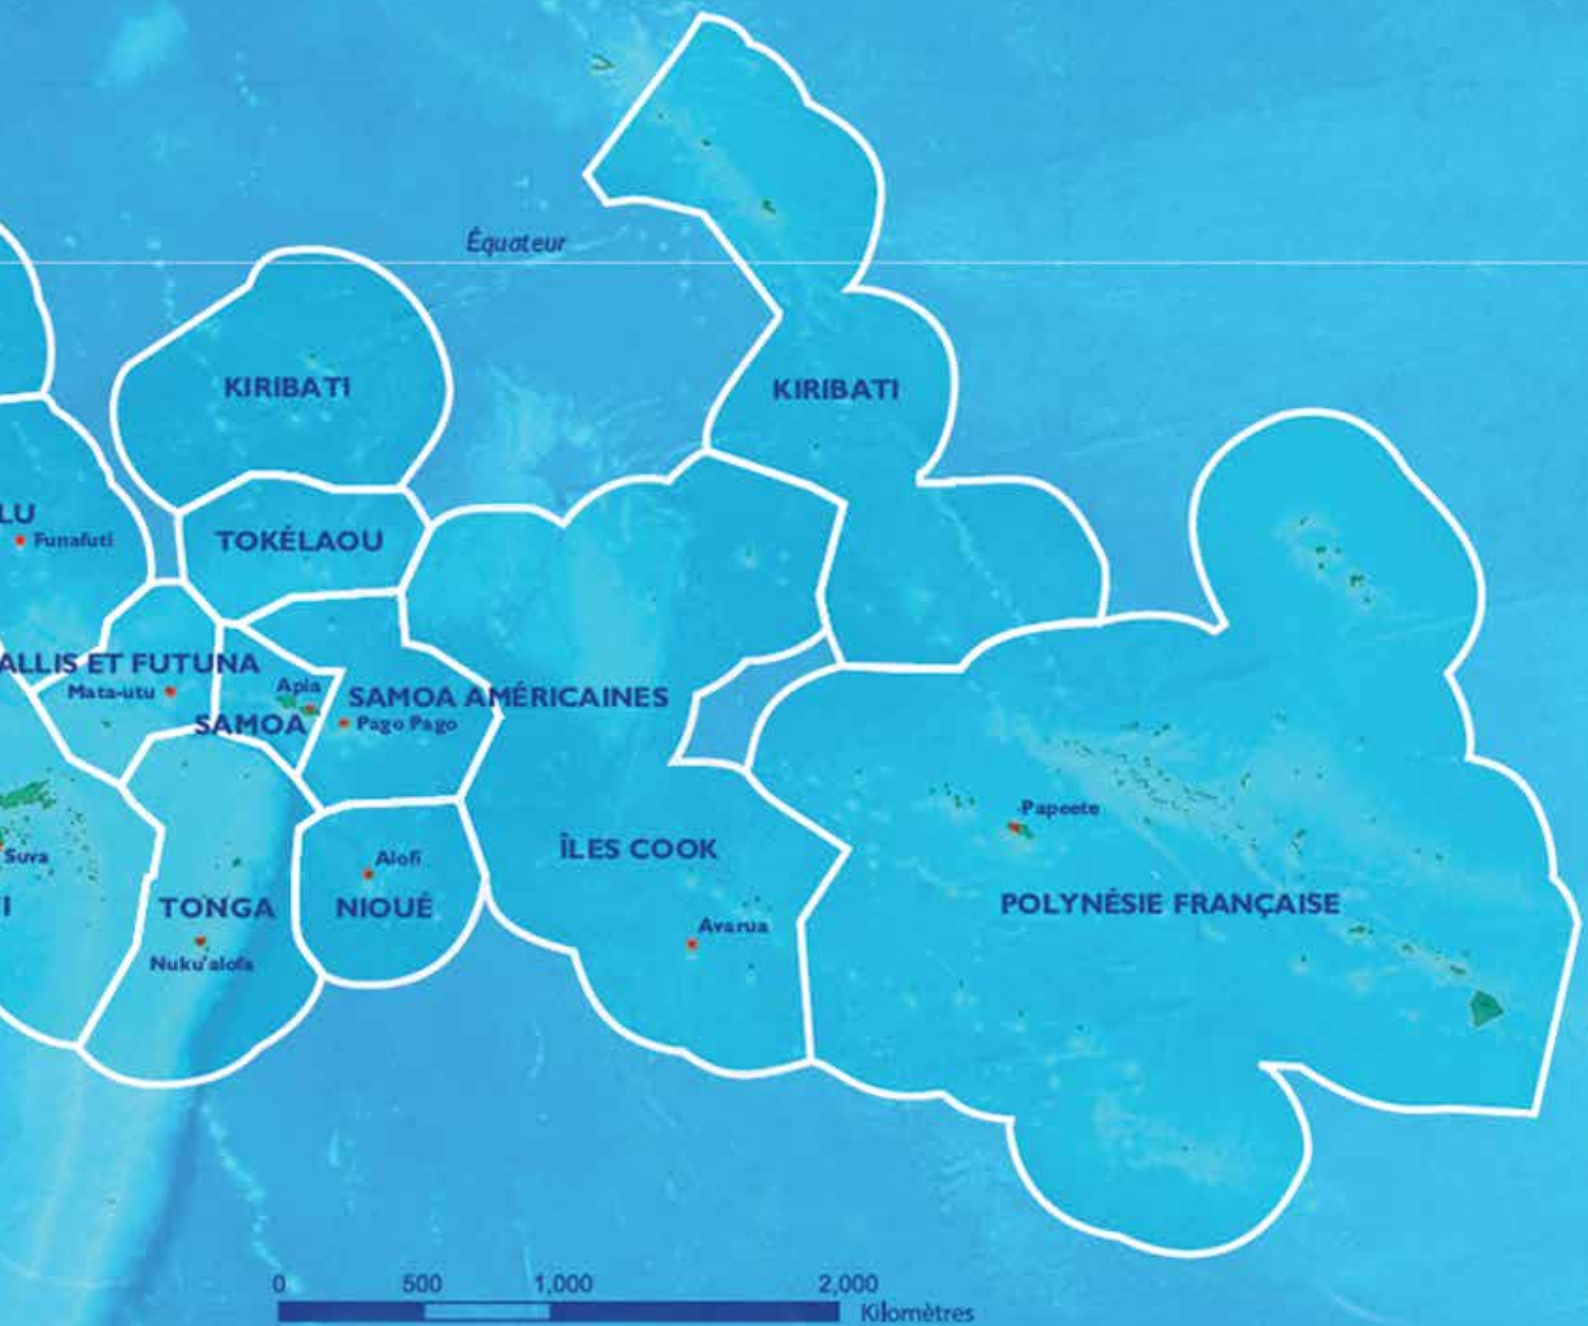 Équateur
KIRIBATI
KIRIBATI
LU
Funafuti
TOKÉLAOU
ALLIS ET FUTUNA
Mata-utu
Apia
SAMOA AMÉRICAINES
SAMOA
Pago Pago
Papeete
Suva
Alofi
ÎLES COOK
I
TONGA
NIOUÉ
POLYNÉSIE FRANÇAISE
Avarua
Nuku'alofa
0 500 1,000 2,000
Kilomètres